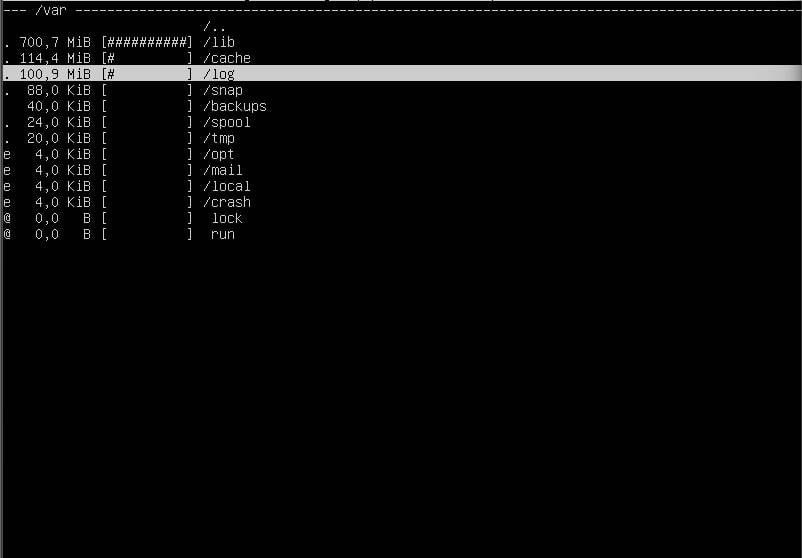 --- /var ---------------------------------------------------------------------------------------------
                         /..
. 700,7 MiB [##########] /lib
. 114,4 MiB [#         ] /cache
. 100,9 MiB [#         ] /log
.  88,0 KiB [          ] /snap
   40,0 KiB [          ] /backups
.  24,0 KiB [          ] /spool
.  20,0 KiB [          ] /tmp
e   4,0 KiB [          ] /opt
e   4,0 KiB [          ] /mail
e   4,0 KiB [          ] /local
e   4,0 KiB [          ] /crash
@   0,0   B [          ]  lock
@   0,0   B [          ]  run